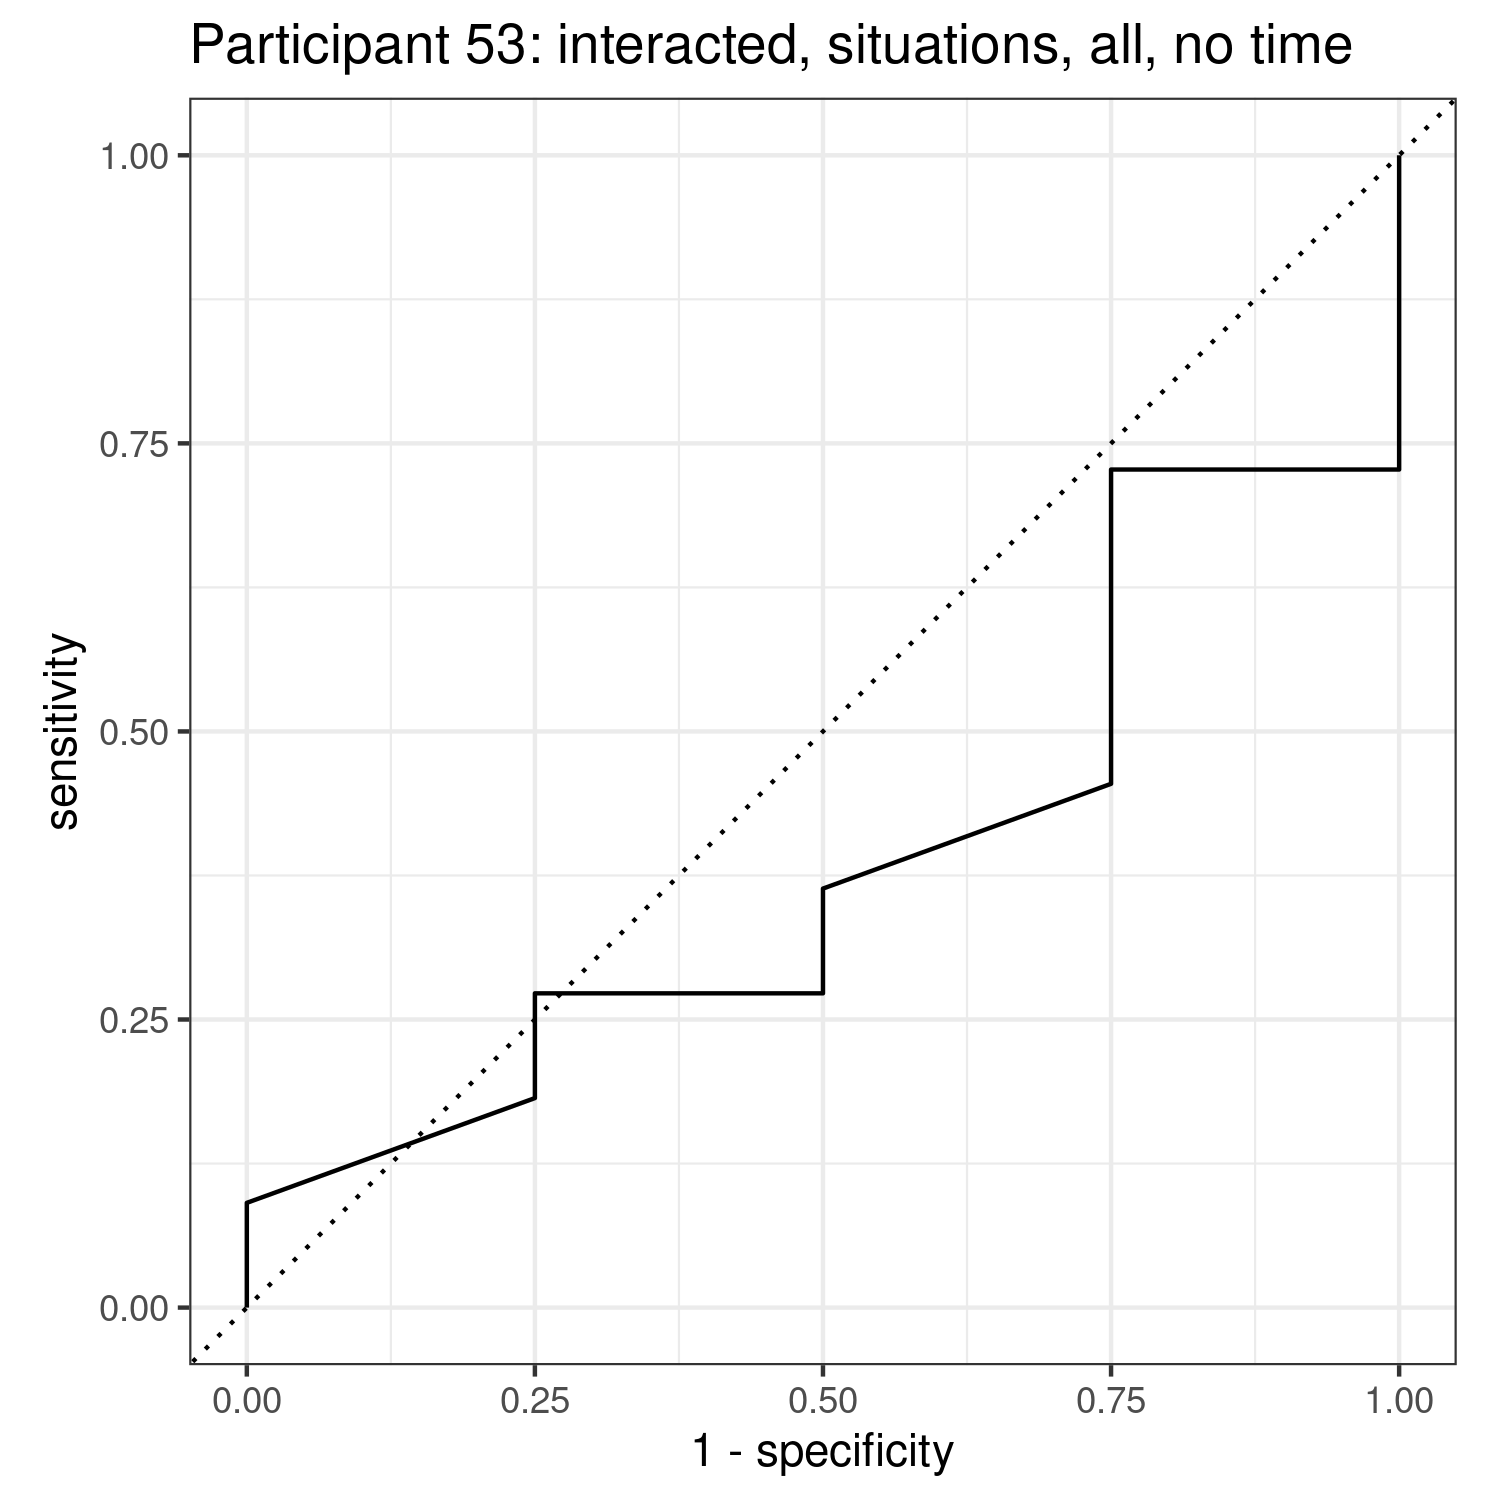 Participant 53: interacted, situations, all, no time
sensitivity
1.00
0.75
0.50
0.25
0.00
0.00 0.25 0.50 0.75 1.00
1 - specificity